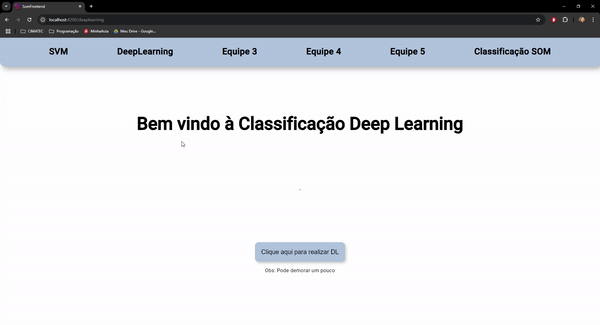 SomFrontend
localhost:4200/deeplearning
CIMATEC Programação MinhaAula Meu Drive - Google...
SVM DeepLearning Equipe 3 Equipe 4 Equipe 5 Classificação SOM
Bem vindo à Classificação Deep Learning
Clique aqui para realizar DL
Obs: Pode demorar um pouco